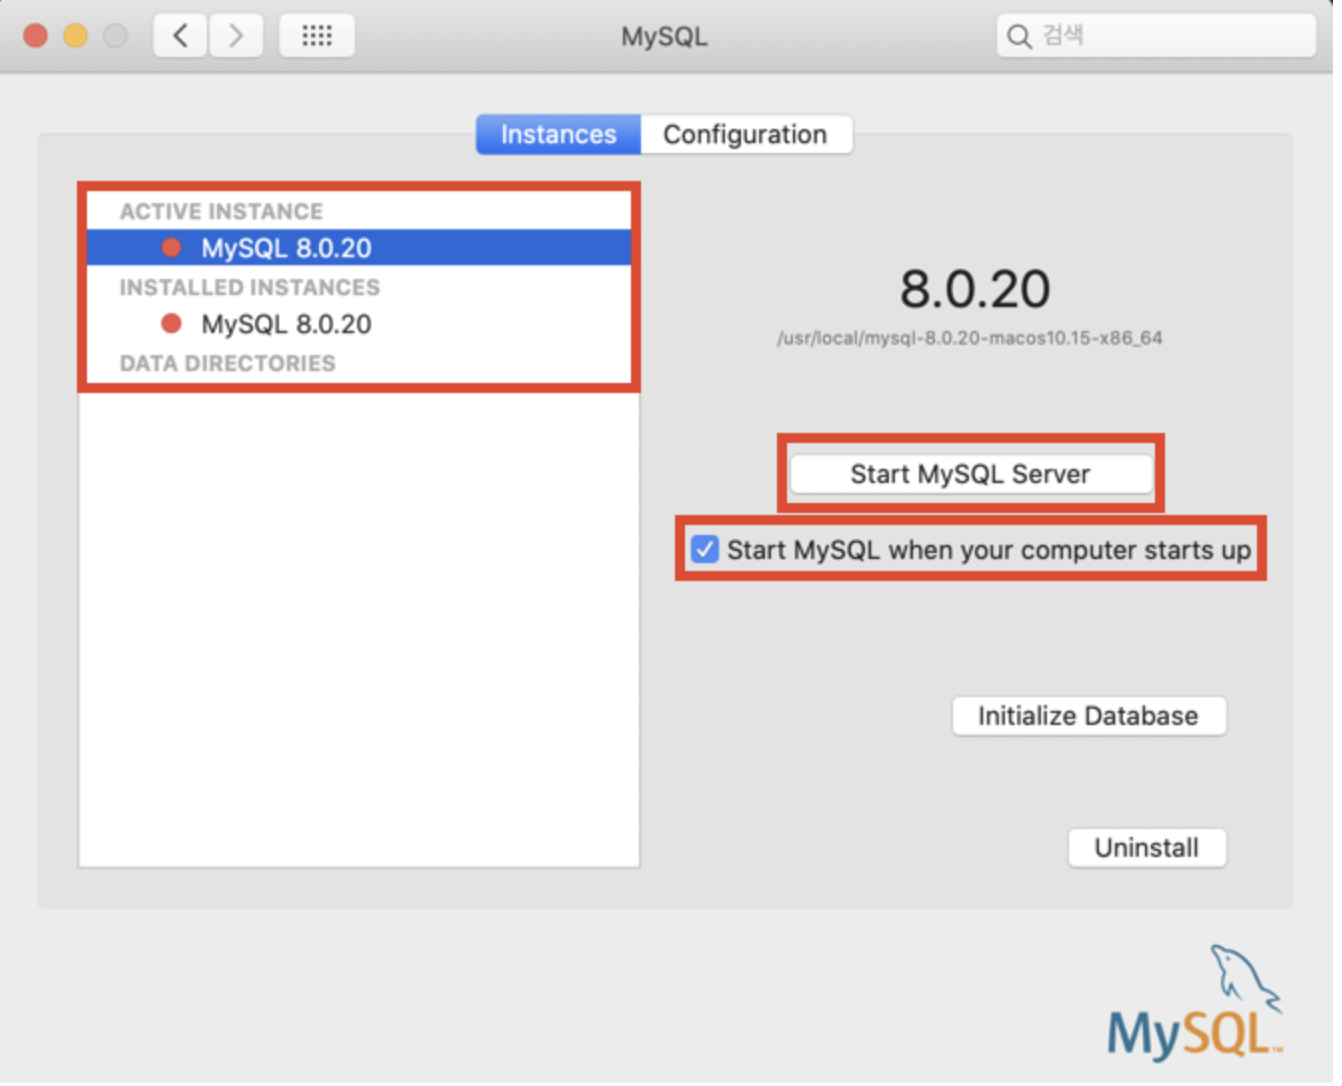 MySQL
검색
Instances
Configuration
ACTIVE INSTANCE
MySQL 8.0.20
INSTALLED INSTANCES
MySQL 8.0.20
DATA DIRECTORIES
8.0.20
/usr/local/mysql-8.0.20-macos10.15-x86_64
Start MySQL Server
Start MySQL when your computer starts up
Initialize Database
Uninstall
MySQL™